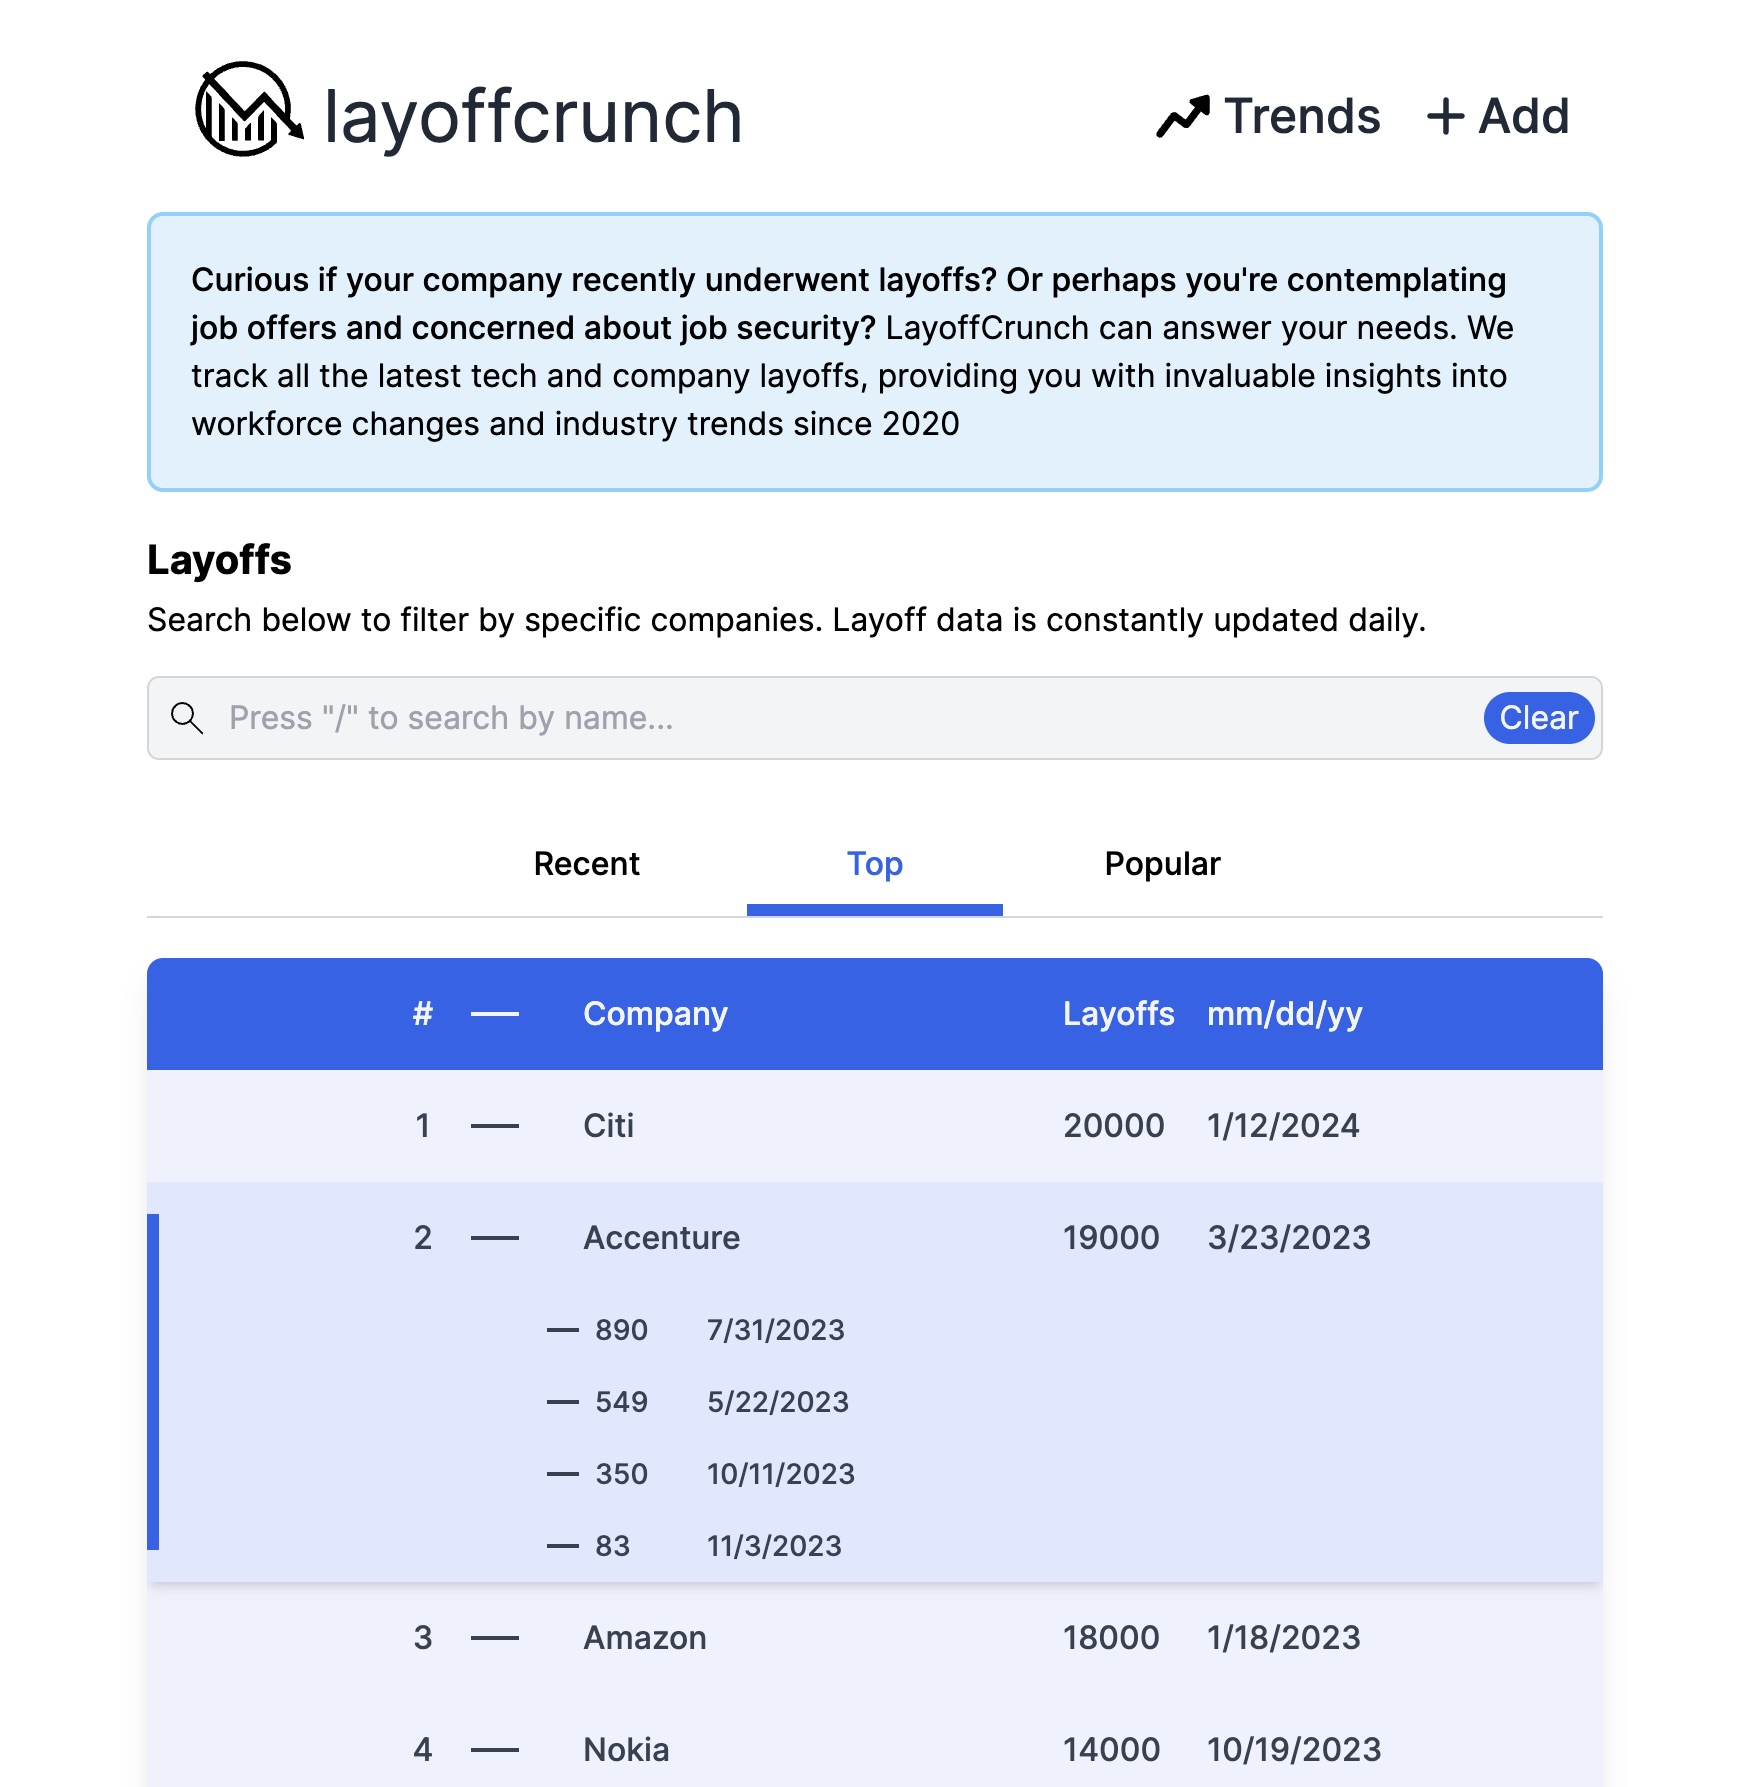 layoffcrunch
Trends + Add
Curious if your company recently underwent layoffs? Or perhaps you're contemplating
job offers and concerned about job security? LayoffCrunch can answer your needs. We
track all the latest tech and company layoffs, providing you with invaluable insights into
workforce changes and industry trends since 2020
Layoffs
Search below to filter by specific companies. Layoff data is constantly updated daily.
Press "/" to search by name... Clear
Recent Top Popular
# — Company Layoffs mm/dd/yy
1 — Citi 20000 1/12/2024
2 — Accenture 19000 3/23/2023
— 890 7/31/2023
— 549 5/22/2023
— 350 10/11/2023
— 83 11/3/2023
3 — Amazon 18000 1/18/2023
4 — Nokia 14000 10/19/2023